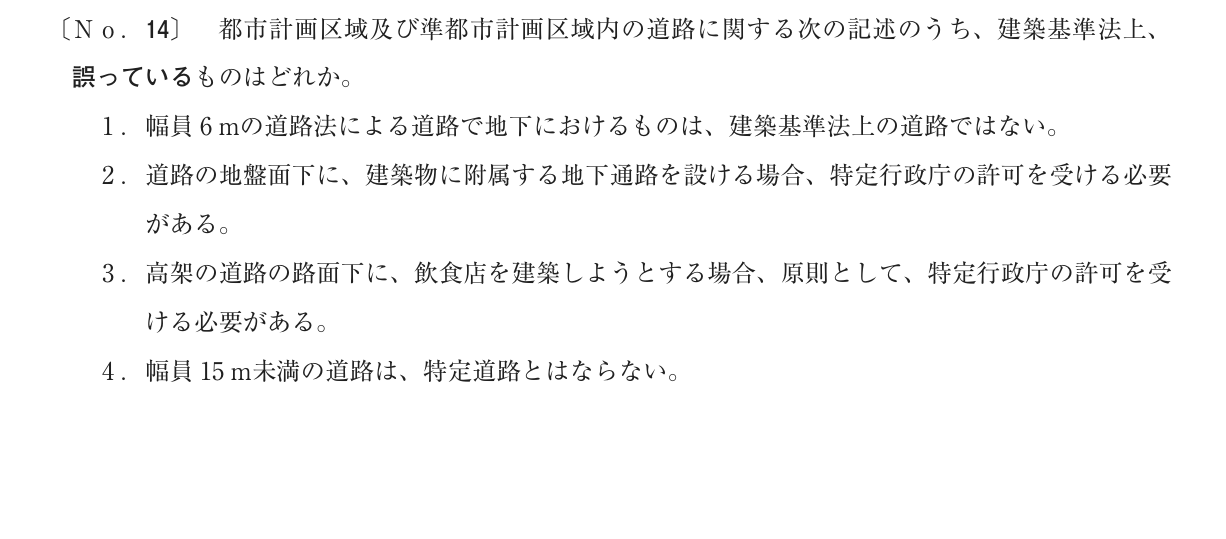 〔Ｎｏ．14〕　都市計画区域及び準都市計画区域内の道路に関する次の記述のうち、建築基準法上、
誤っているものはどれか。
１．幅員６ｍの道路法による道路で地下におけるものは、建築基準法上の道路ではない。
２．道路の地盤面下に、建築物に附属する地下通路を設ける場合、特定行政庁の許可を受ける必要
がある。
３．高架の道路の路面下に、飲食店を建築しようとする場合、原則として、特定行政庁の許可を受
ける必要がある。
４．幅員 15 ｍ未満の道路は、特定道路とはならない。